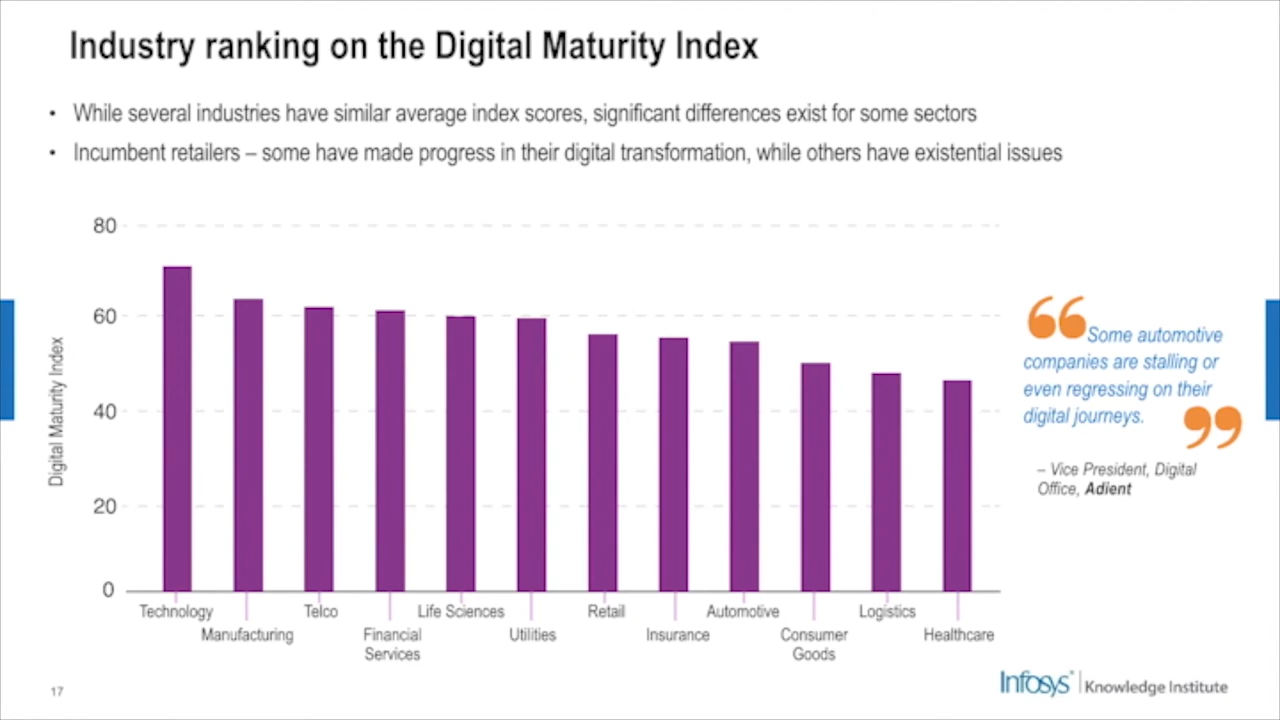 Industry ranking on the Digital Maturity Index
• While several industries have similar average index scores, significant differences exist for some sectors
• Incumbent retailers – some have made progress in their digital transformation, while others have existential issues
80
60
40
20
0
Digital Maturity Index
Technology
Manufacturing
Telco
Financial
Services
Life Sciences
Utilities
Retail
Insurance
Automotive
Consumer
Goods
Logistics
Healthcare
“Some automotive
companies are stalling or
even regressing on their
digital journeys.”
– Vice President, Digital
Office, Adient
17
Infosys® | Knowledge Institute